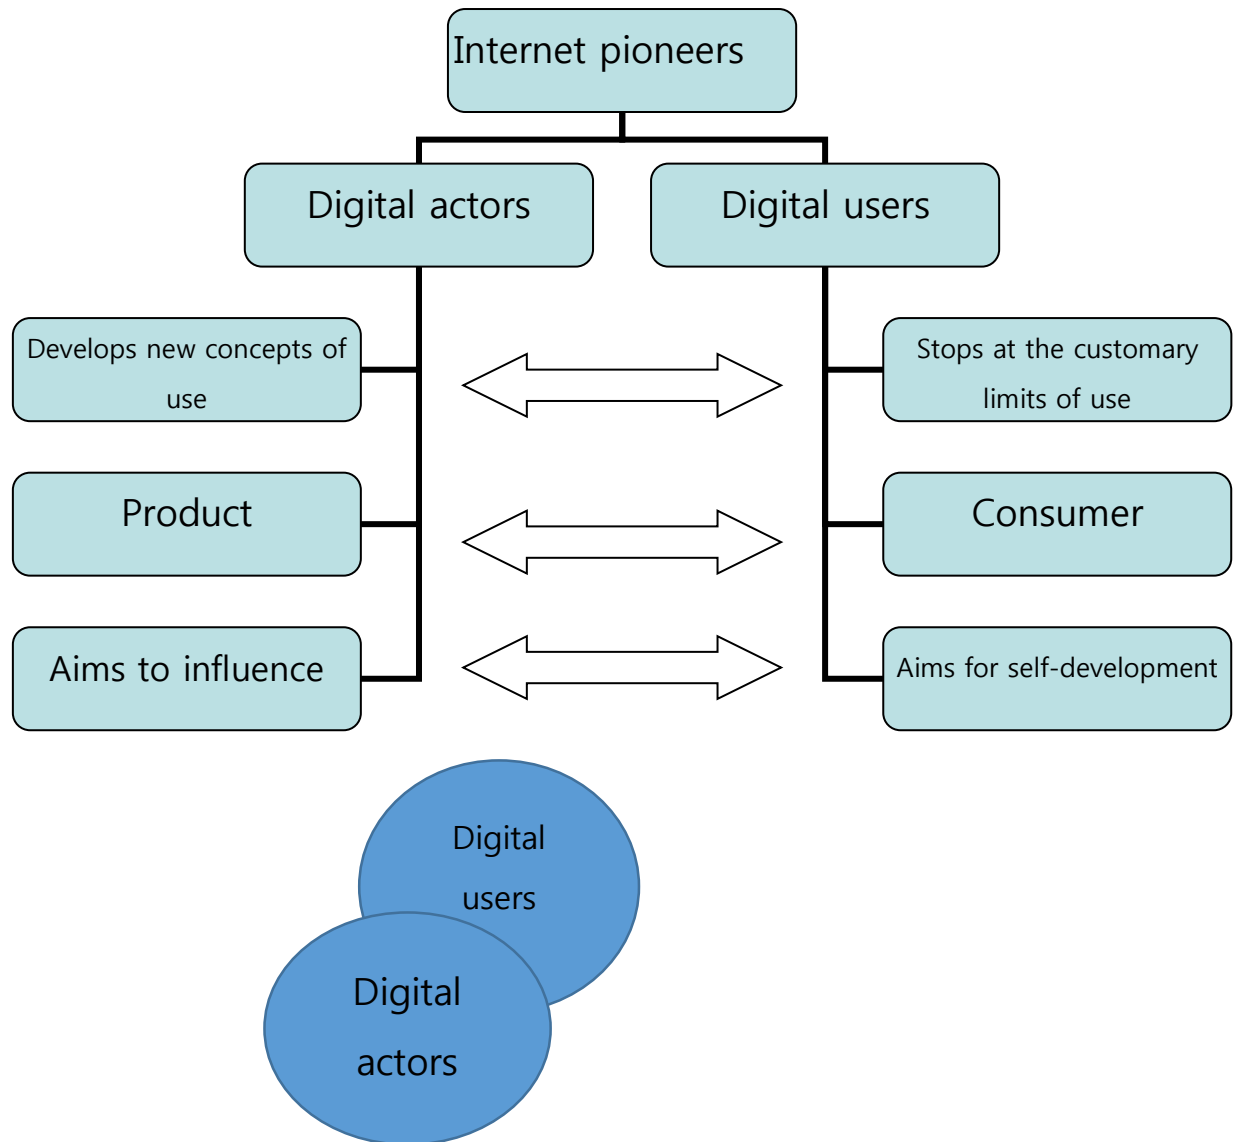 Internet pioneers
Digital actors
Digital users
Develops new concepts of
use
Stops at the customary
limits of use
Product
Consumer
Aims to influence
Aims for self-development
Digital
users
Digital
actors